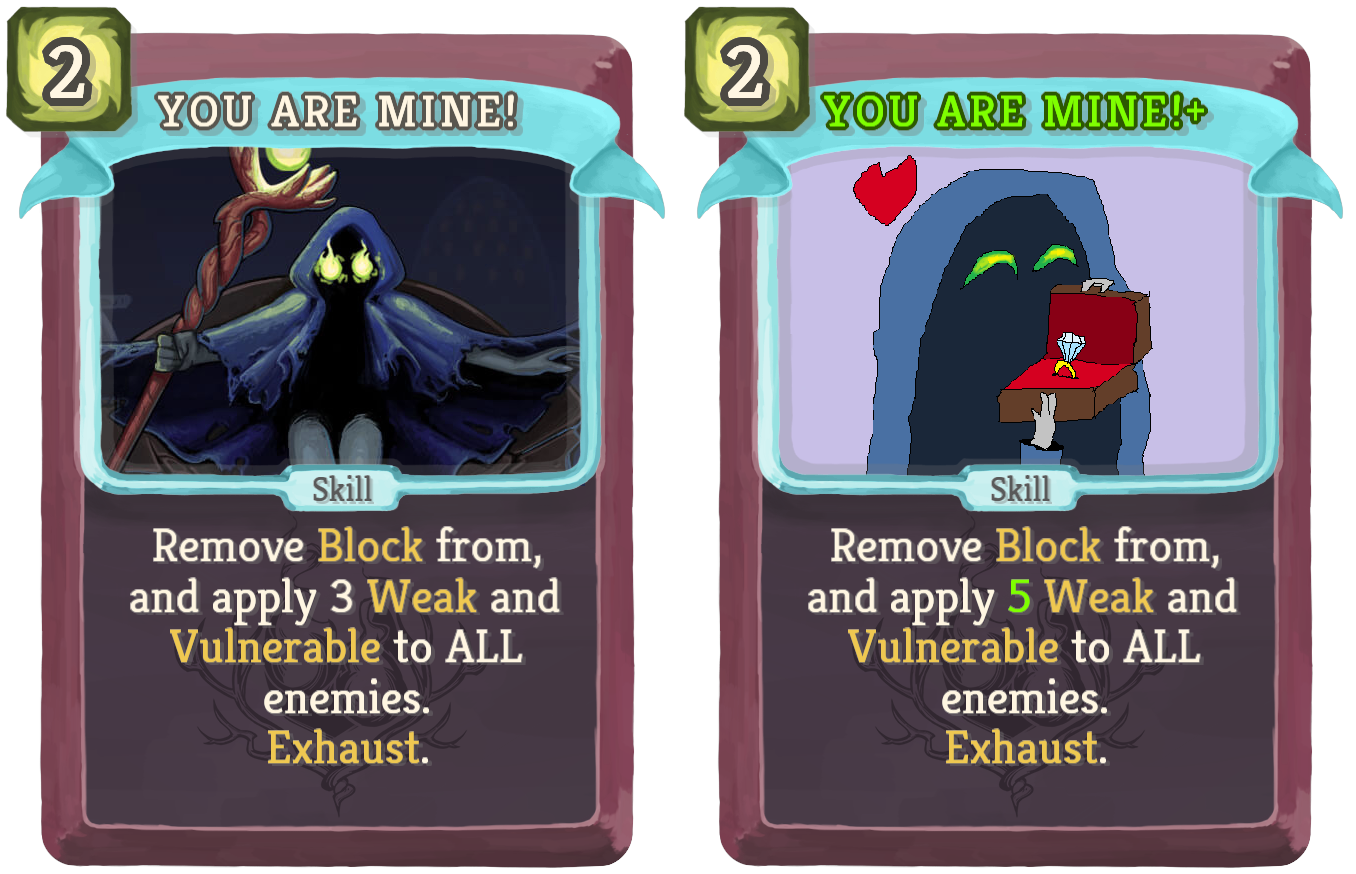 2
YOU ARE MINE!
Skill
Remove Block from,
and apply 3 Weak and
Vulnerable to ALL
enemies.
Exhaust.
2
YOU ARE MINE!+
Skill
Remove Block from,
and apply 5 Weak and
Vulnerable to ALL
enemies.
Exhaust.